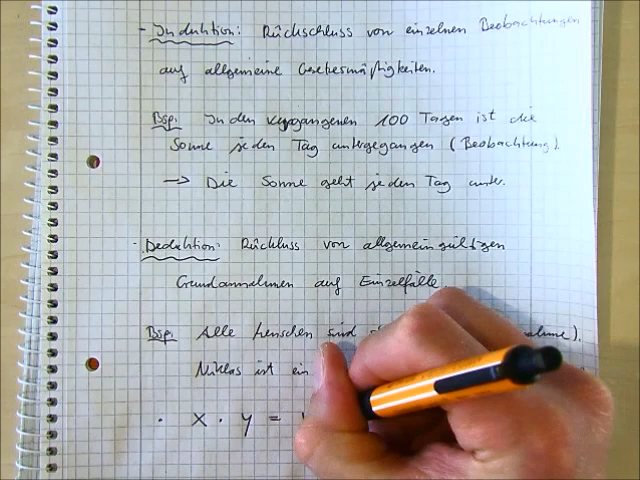 - Induktion: Rückschluss von einzelnen Beobachtungen
auf allgemeine Gesetzmäßigkeiten.
Bsp: In den vergangenen 100 Tagen ist die
Sonne jeden Tag untergegangen (Beobachtung).
→ Die Sonne geht jeden Tag unter.
- Deduktion: Rückluss von allgemeingültigen
Grundannahmen auf Einzelfälle.
Bsp: Alle Menschen sind
Niklas ist ein
· X · y =